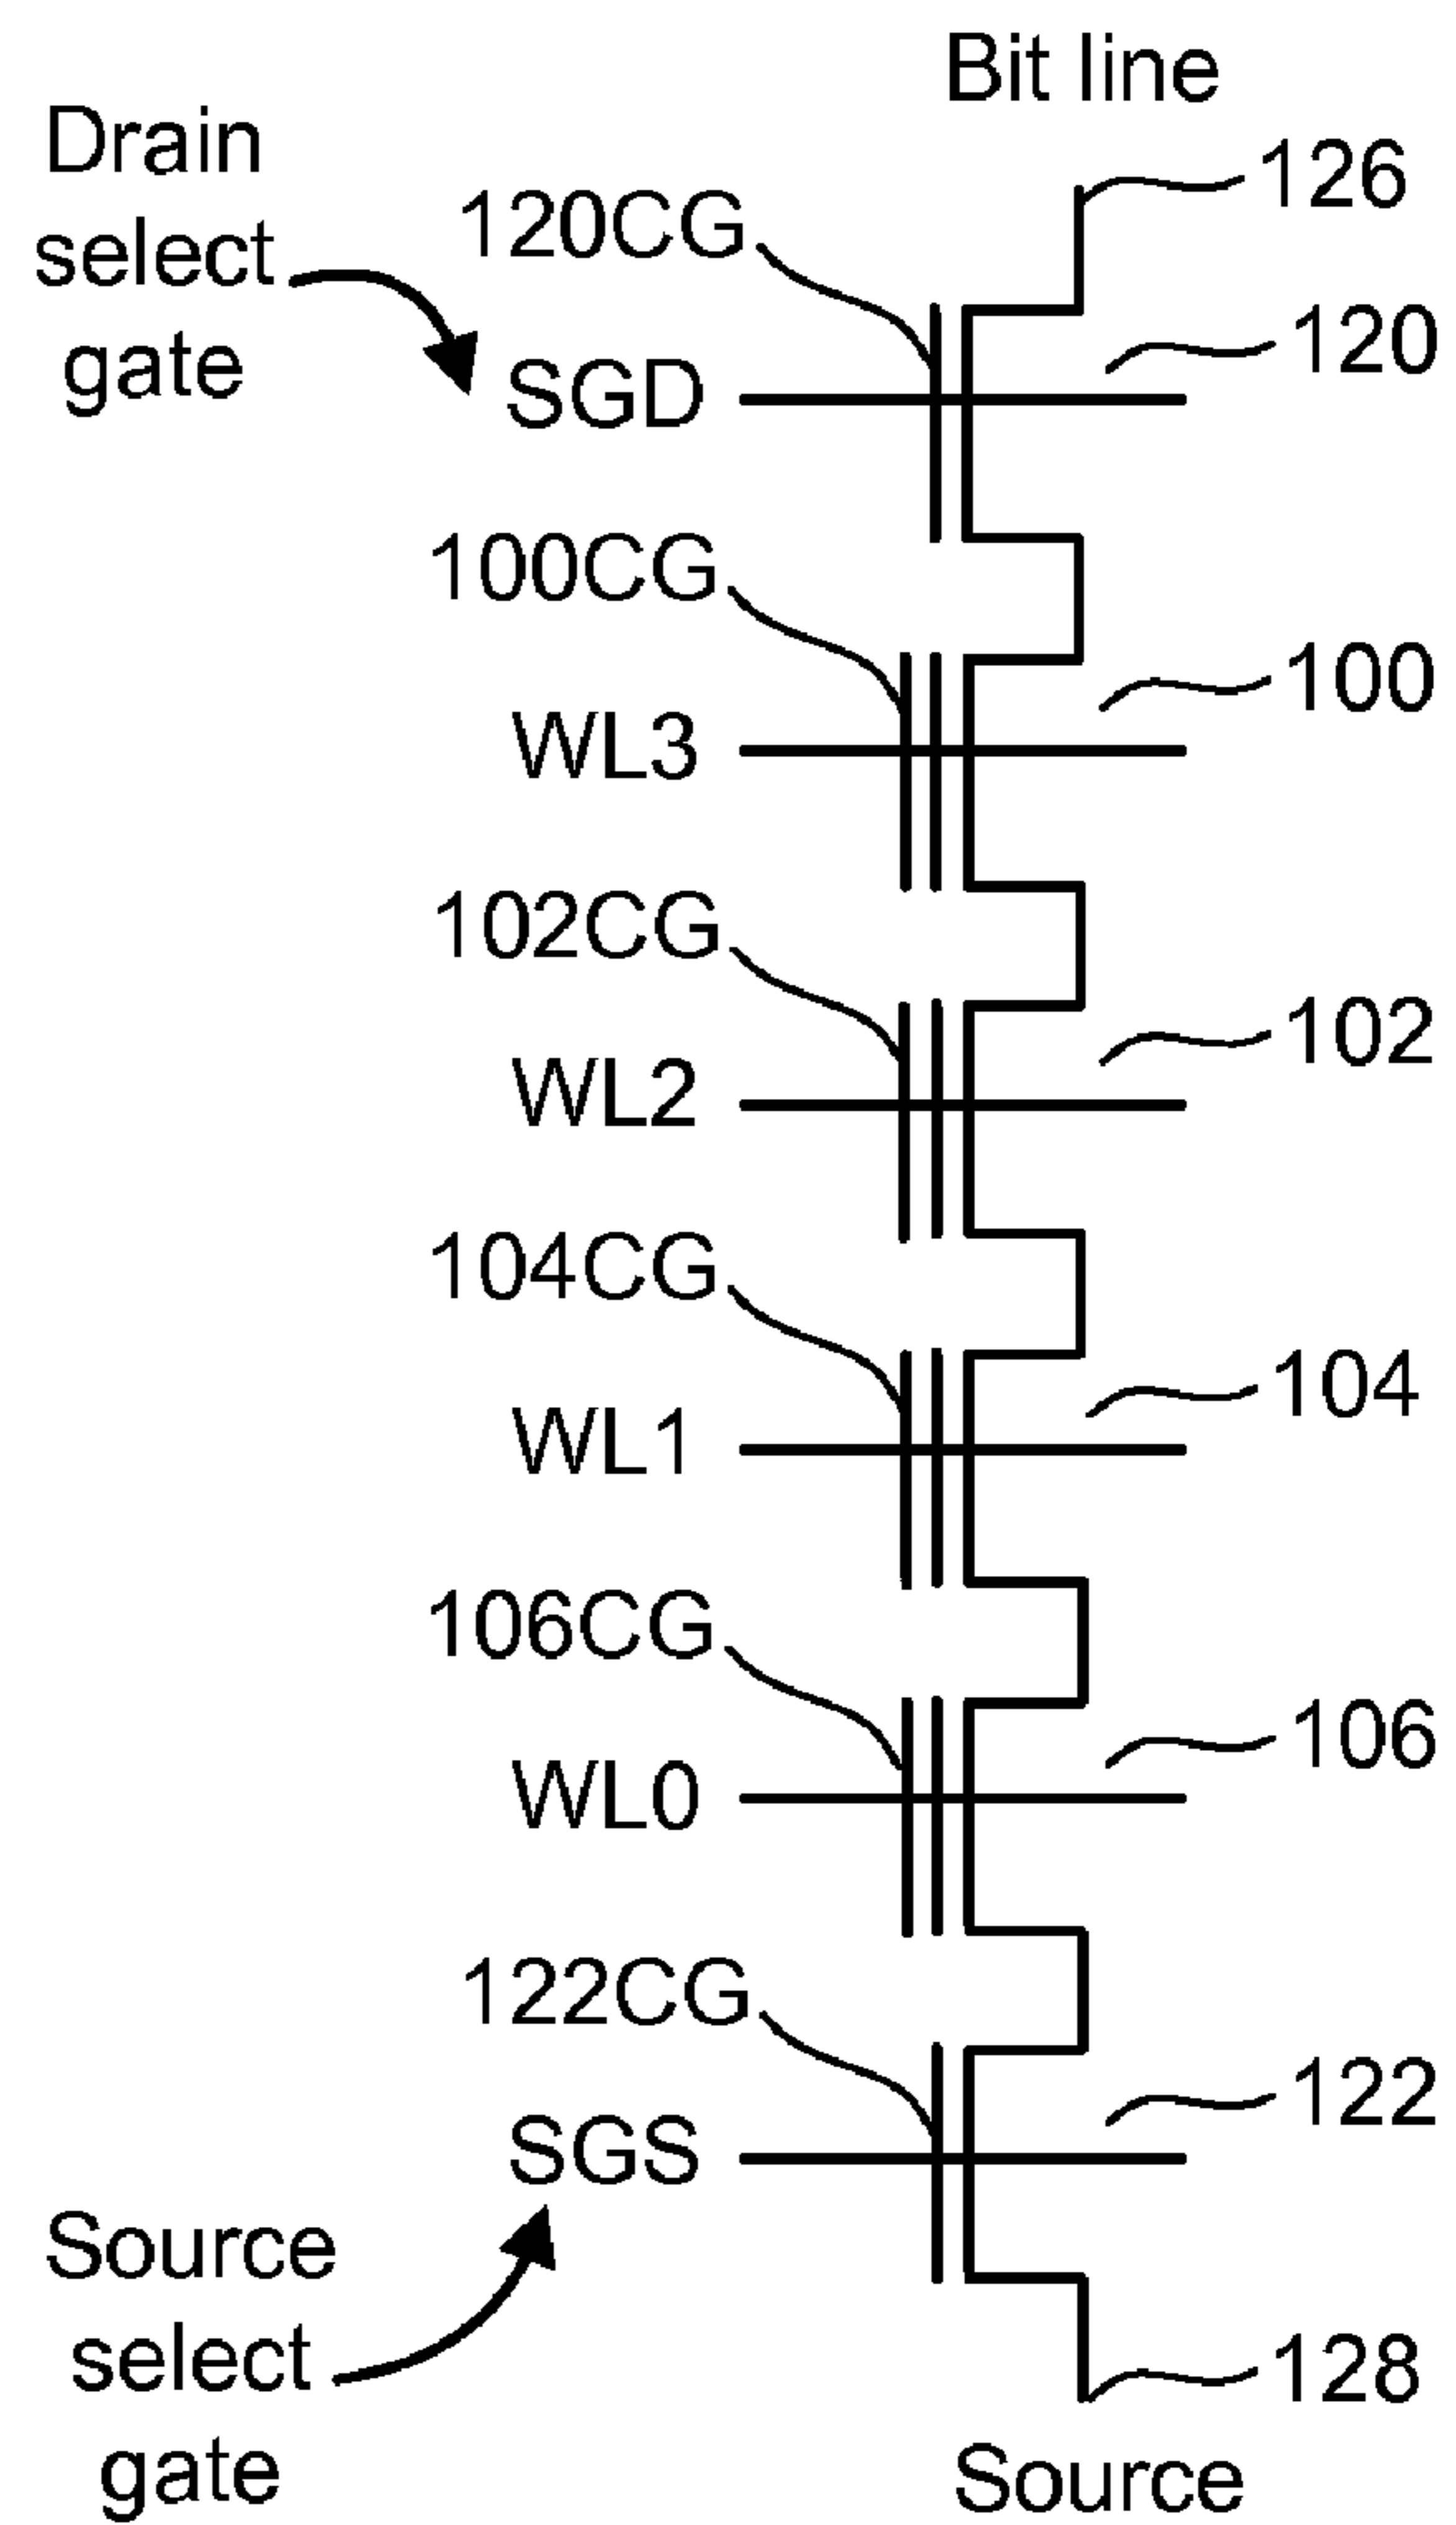 Bit line
126
Drain
select
gate
120CG
120
SGD
100CG
100
WL3
102CG
102
WL2
104CG
104
WL1
106CG
106
WL0
122CG
122
SGS
Source
select
gate
128
Source